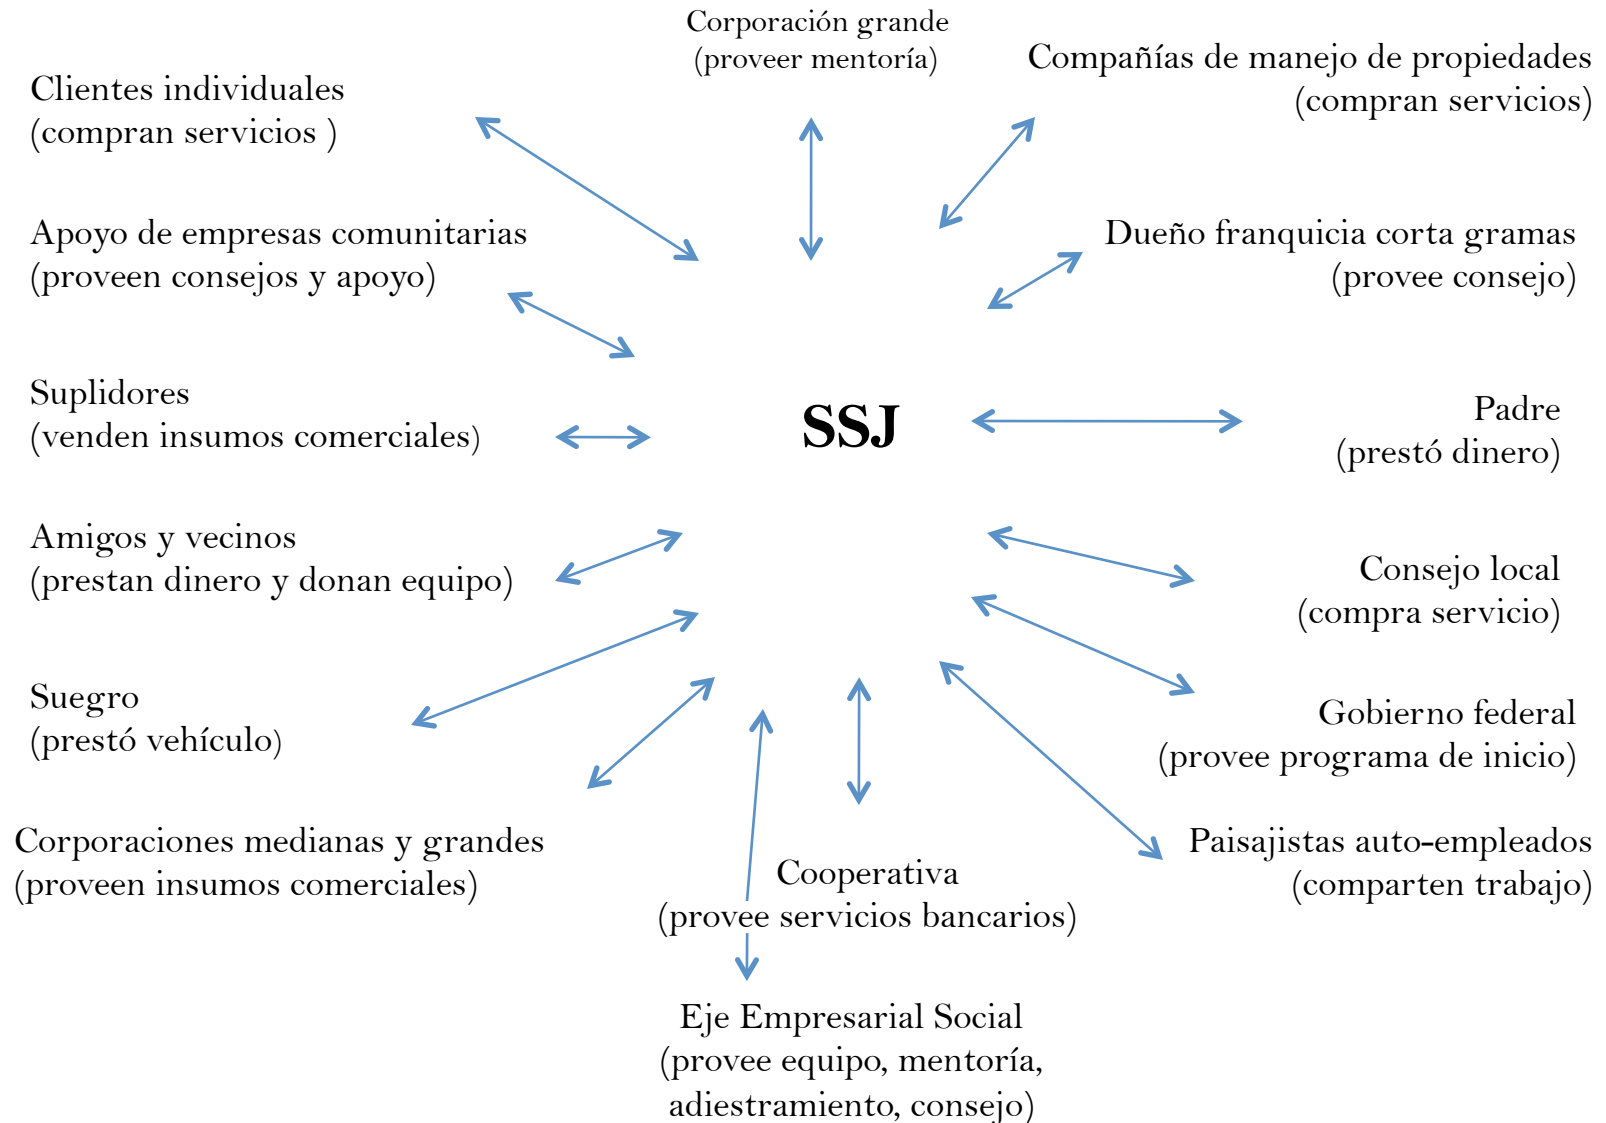 Corporación grande
(proveer mentoría)
Compañías de manejo de propiedades
(compran servicios)
Clientes individuales
(compran servicios )
Apoyo de empresas comunitarias
(proveen consejos y apoyo)
Dueño franquicia corta gramas
(provee consejo)
Suplidores
(venden insumos comerciales)
SSJ
Padre
(prestó dinero)
Amigos y vecinos
(prestan dinero y donan equipo)
Consejo local
(compra servicio)
Suegro
(prestó vehículo)
Gobierno federal
(provee programa de inicio)
Corporaciones medianas y grandes
(proveen insumos comerciales)
Cooperativa
(provee servicios bancarios)
Paisajistas auto-empleados
(comparten trabajo)
Eje Empresarial Social
(provee equipo, mentoría,
adiestramiento, consejo)